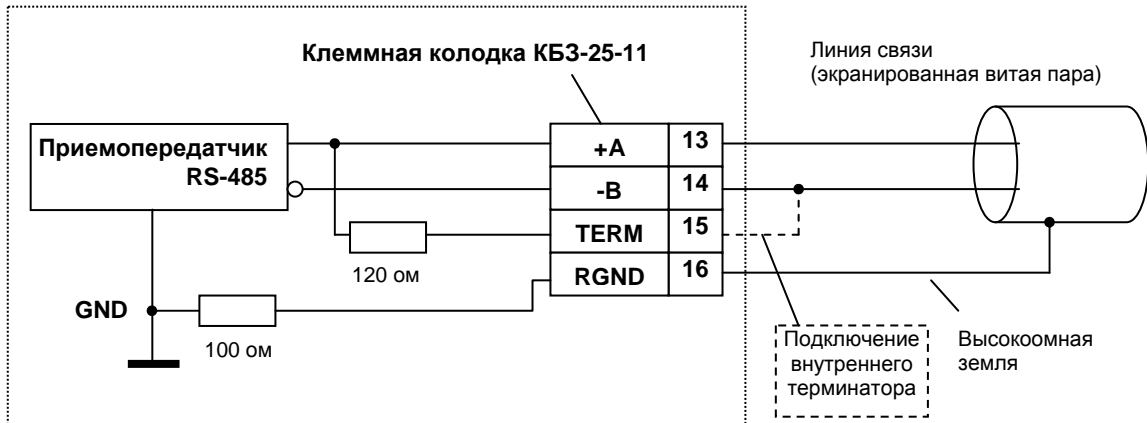 Клеммная колодка КБЗ-25-11
Линия связи
(экранированная витая пара)
Приемопередатчик
RS-485
+A 13
-B 14
TERM 15
RGND 16
120 ом
GND
100 ом
Подключение
внутреннего
терминатора
Высокоомная
земля